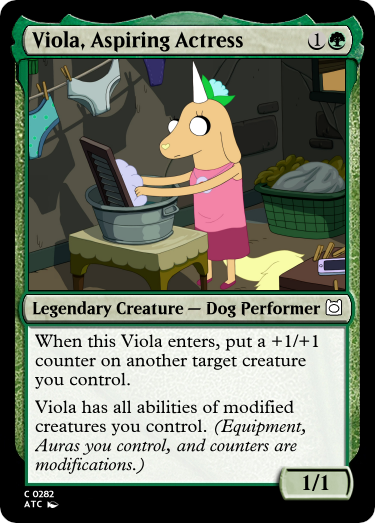 Viola, Aspiring Actress 1
Legendary Creature — Dog Performer
When this Viola enters, put a +1/+1
counter on another target creature
you control.
Viola has all abilities of modified
creatures you control. (Equipment,
Auras you control, and counters are
modifications.)
1/1
C 0282
ATC